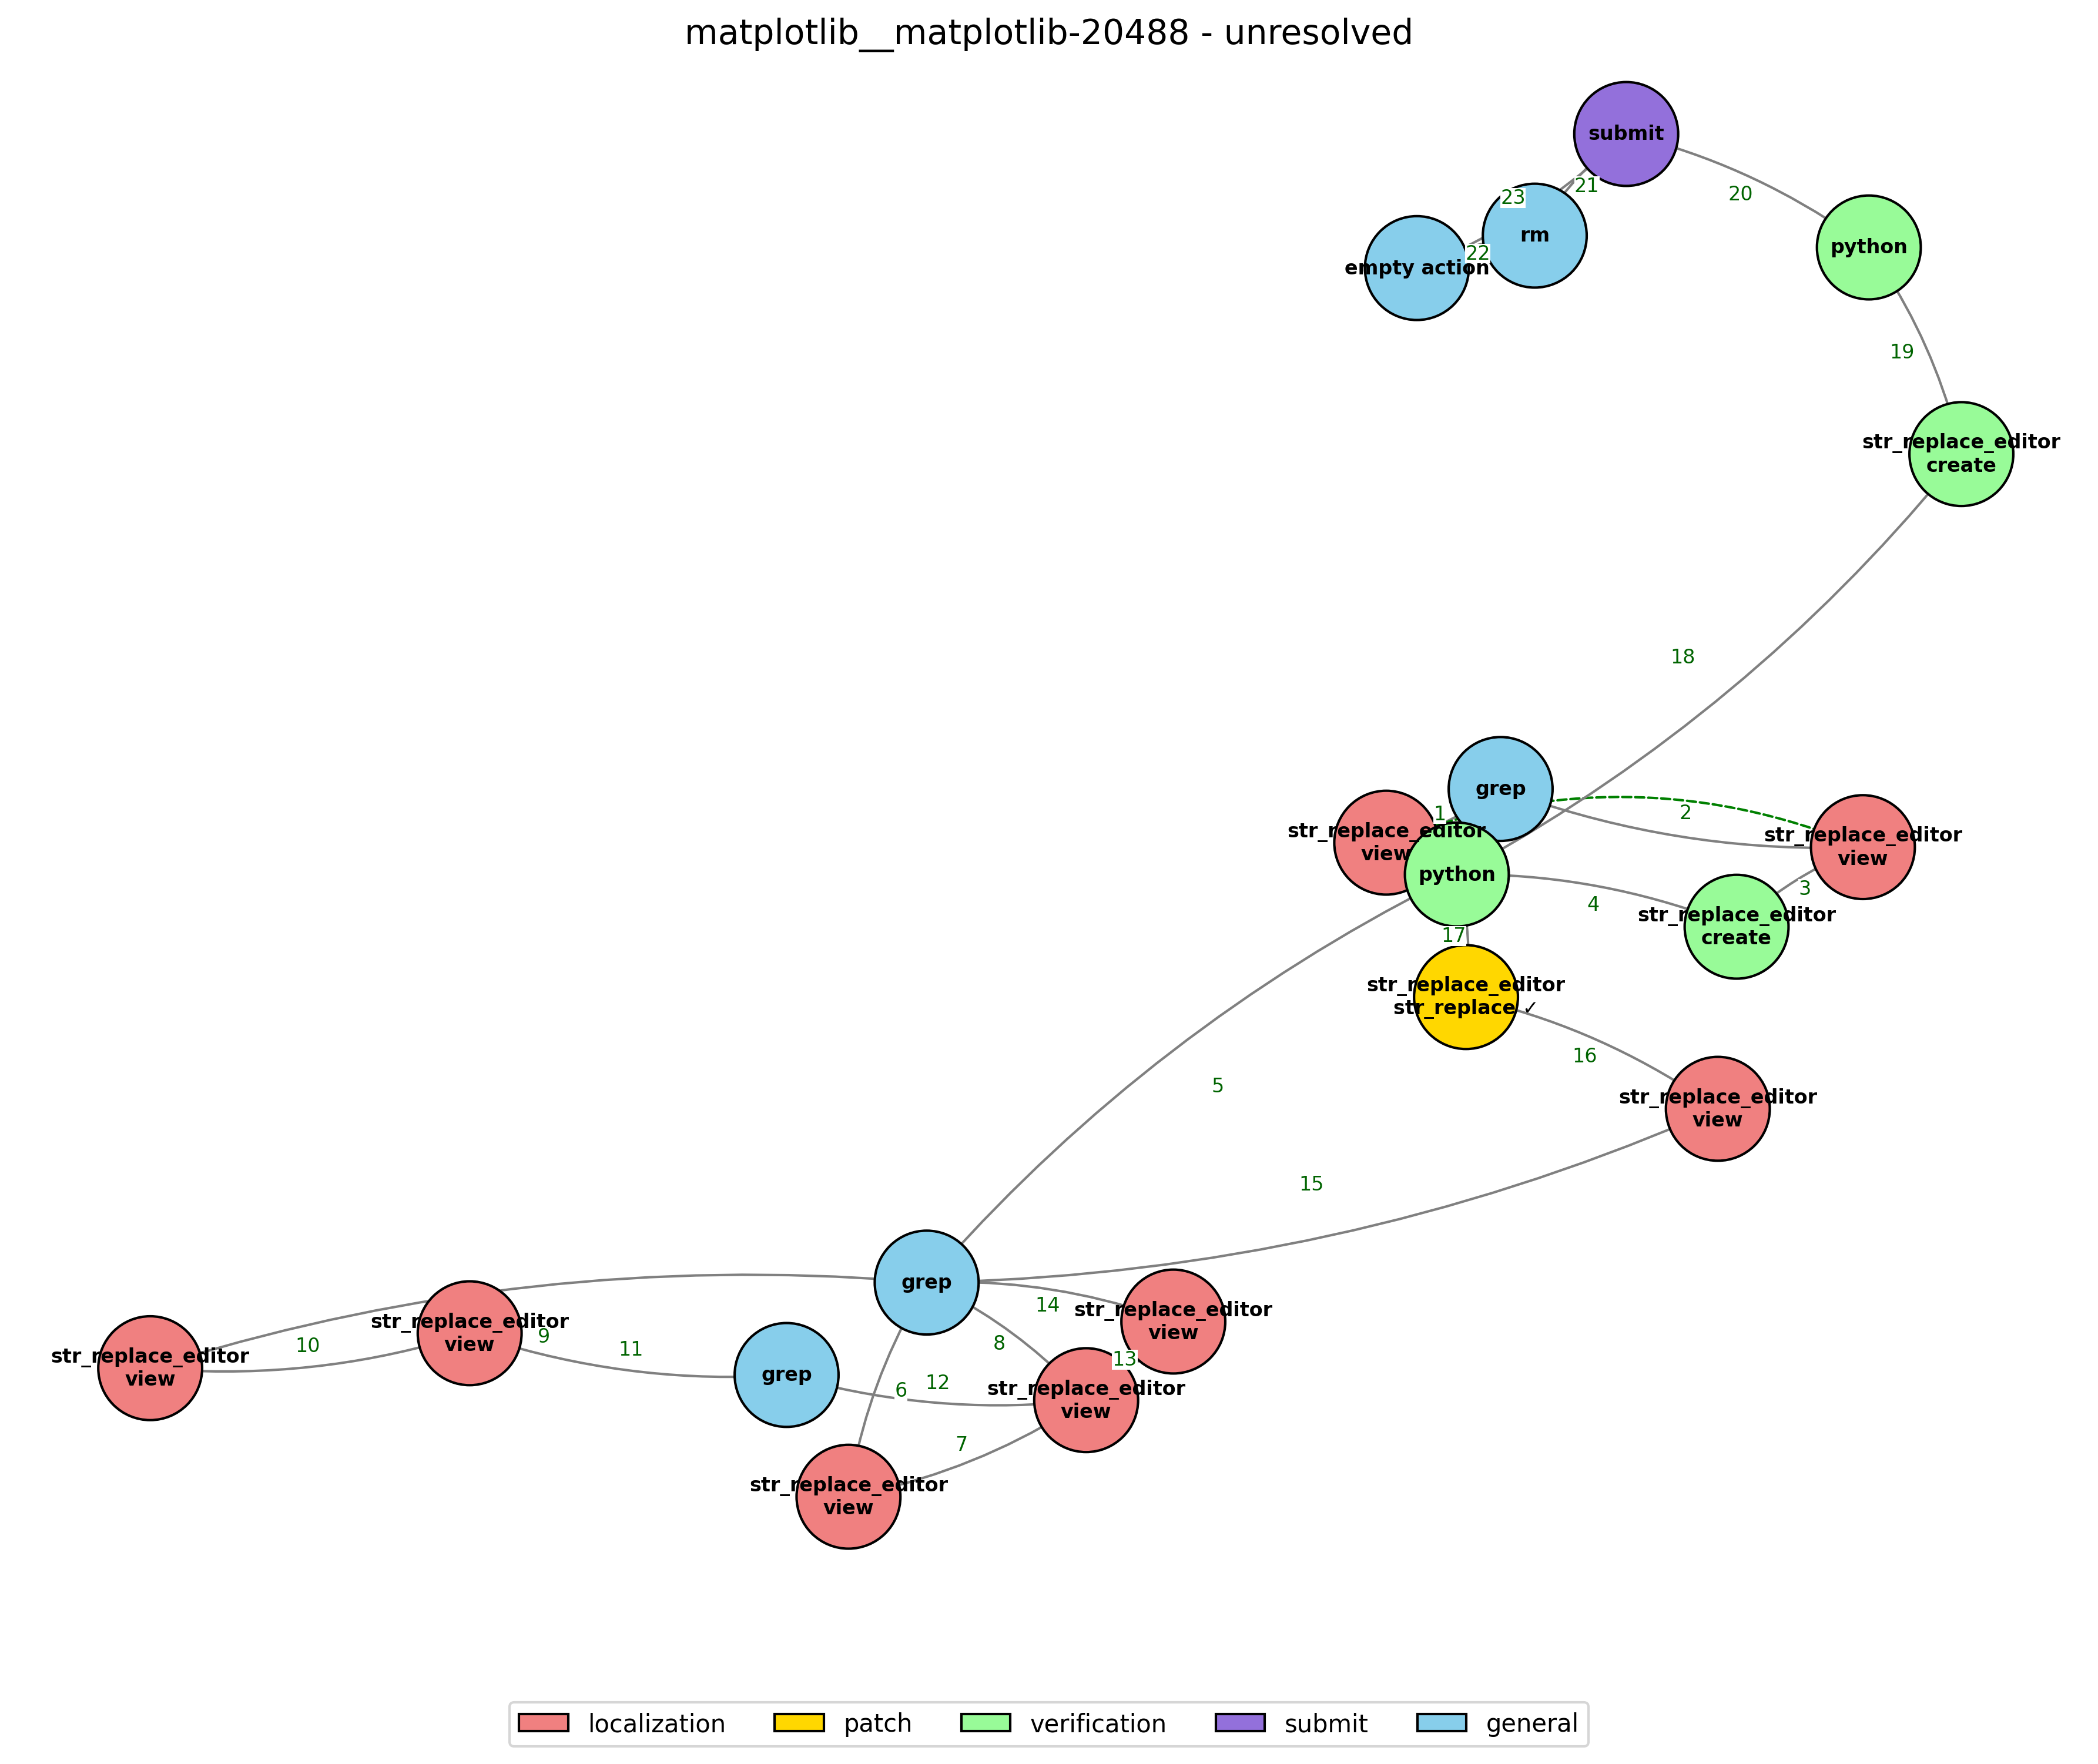 matplotlib__matplotlib-20488 - unresolved
submit
21
23
20
rm
python
22
empty action
19
str_replace_editor
create
18
grep
1
2
str_replace_editor
view
str_replace_editor
view
python
3
4
str_replace_editor
create
17
str_replace_editor
str_replace ✓
16
str_replace_editor
view
5
15
grep
14
str_replace_editor
view
str_replace_editor
view
9
10
8
11
str_replace_editor
view
13
grep
6
12
str_replace_editor
view
7
str_replace_editor
view
localization
patch
verification
submit
general